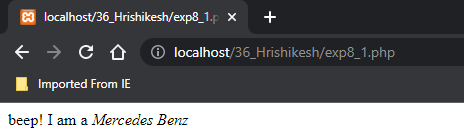 localhost/36_Hrishikesh/exp8_1.p
localhost/36_Hrishikesh/exp8_1.php
Imported From IE
beep! I am a Mercedes Benz